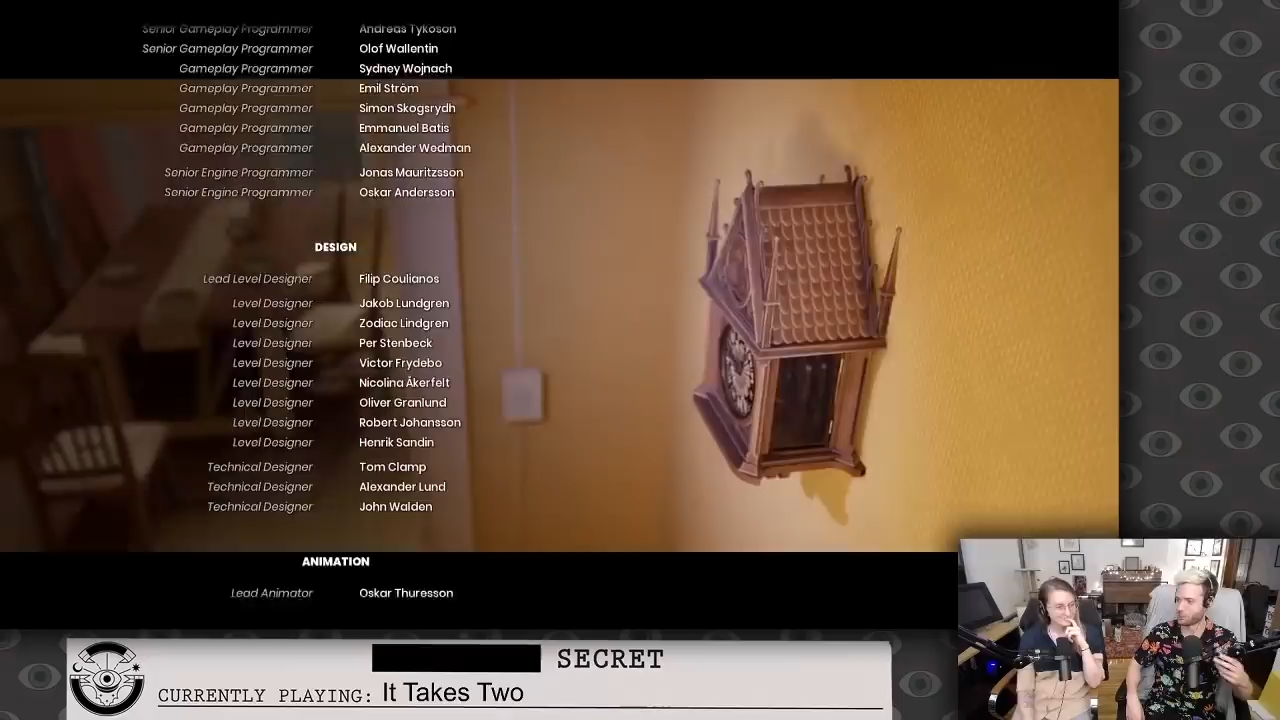 Senior Gameplay Programmer Andreas Tykoson
Senior Gameplay Programmer Olof Wallentin
Gameplay Programmer Sydney Wojnach
Gameplay Programmer Emil Ström
Gameplay Programmer Simon Skogsrydh
Gameplay Programmer Emmanuel Batis
Gameplay Programmer Alexander Wedman
Senior Engine Programmer Jonas Mauritzsson
Senior Engine Programmer Oskar Andersson
DESIGN
Lead Level Designer Filip Coulianos
Level Designer Jakob Lundgren
Level Designer Zodiac Lindgren
Level Designer Per Stenbeck
Level Designer Victor Frydebo
Level Designer Nicolina Åkerfelt
Level Designer Oliver Granlund
Level Designer Robert Johansson
Level Designer Henrik Sandin
Technical Designer Tom Clamp
Technical Designer Alexander Lund
Technical Designer John Walden
ANIMATION
Lead Animator Oskar Thuresson
SECRET
CURRENTLY PLAYING: It Takes Two